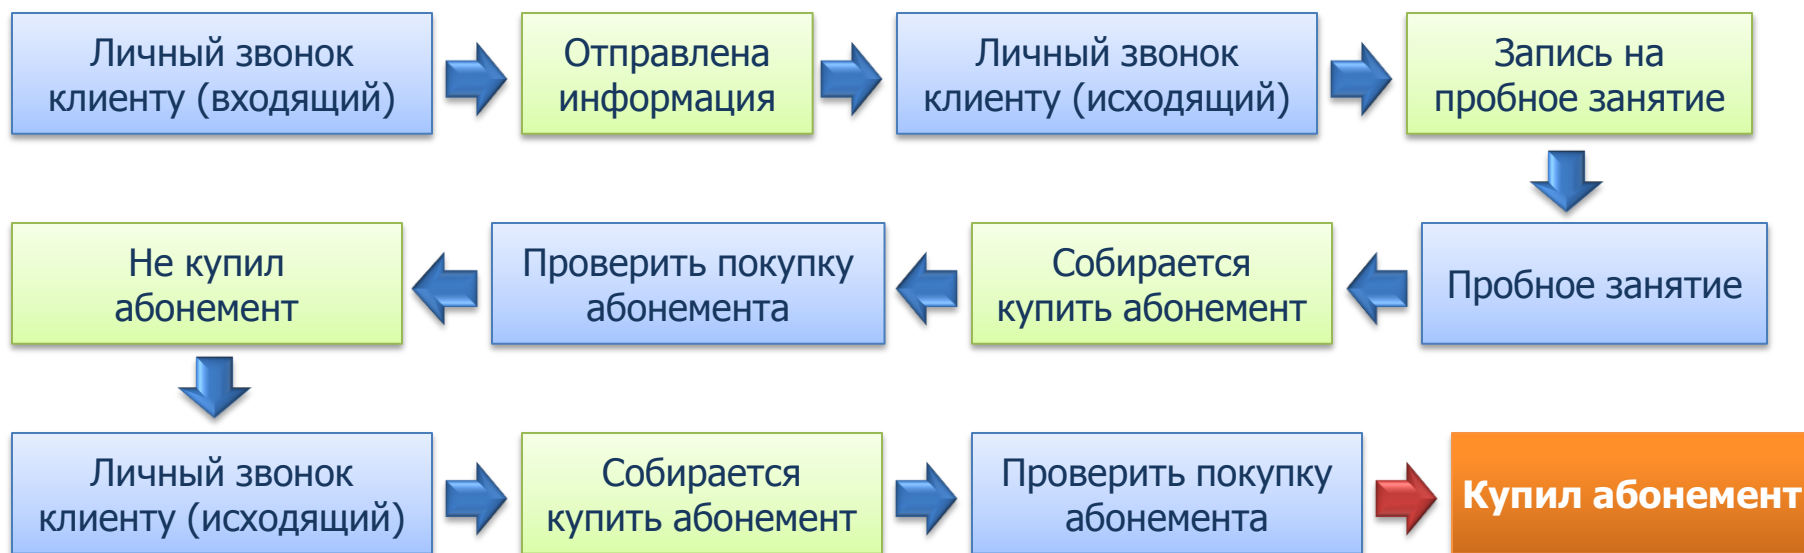 Личный звонок
клиенту (входящий)
Отправлена
информация
Личный звонок
клиенту (исходящий)
Запись на
пробное занятие
Не купил
абонемент
Проверить покупку
абонемента
Собирается
купить абонемент
Пробное занятие
Личный звонок
клиенту (исходящий)
Собирается
купить абонемент
Проверить покупку
абонемента
Купил абонемент